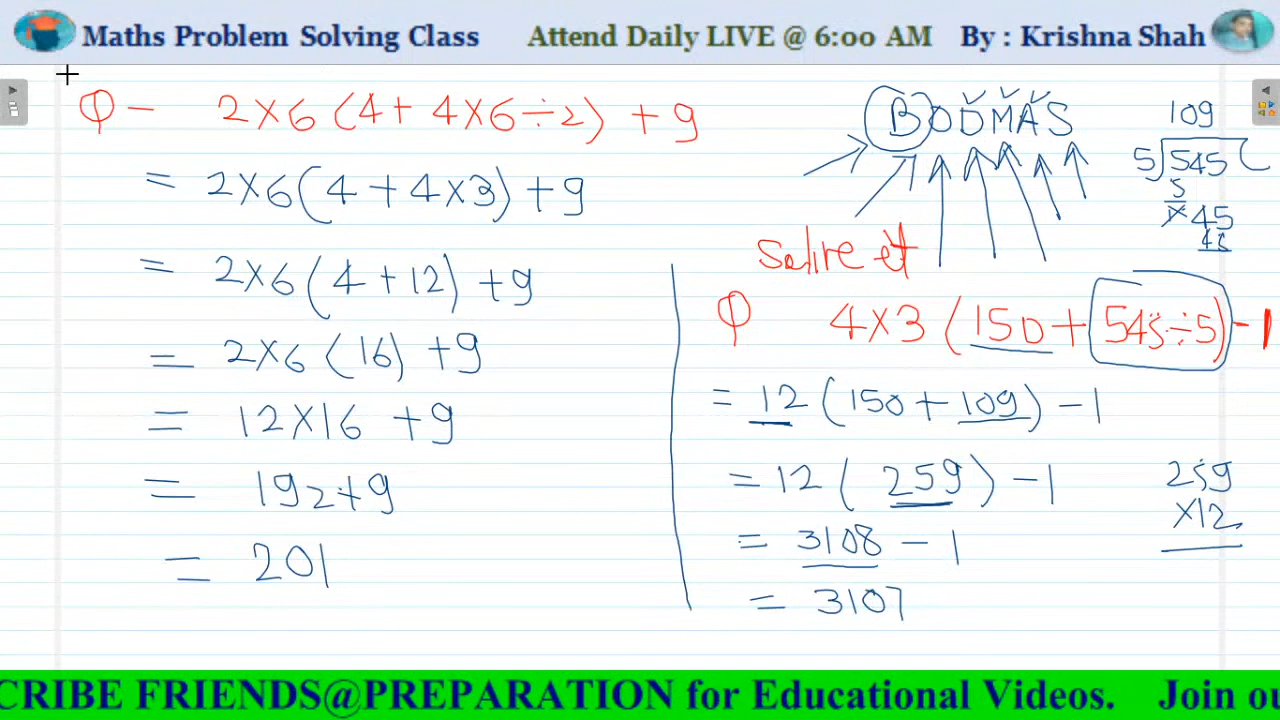 Maths Problem Solving Class Attend Daily LIVE @ 6:00 AM By : Krishna Shah
Q - 2×6(4+4×6÷2)+9
= 2×6(4+4×3)+9
= 2×6(4+12)+9
= 2×6(16)+9
= 12×16+9
= 192+9
= 201
BODMAS
109
5)545(
5
×45
45
Solve it
Q 4×3(150+545÷5)-1
= 12(150+109)-1
= 12(259)-1
= 3108-1
= 3107
259
×12
CRIBE FRIENDS@PREPARATION for Educational Videos. Join ou